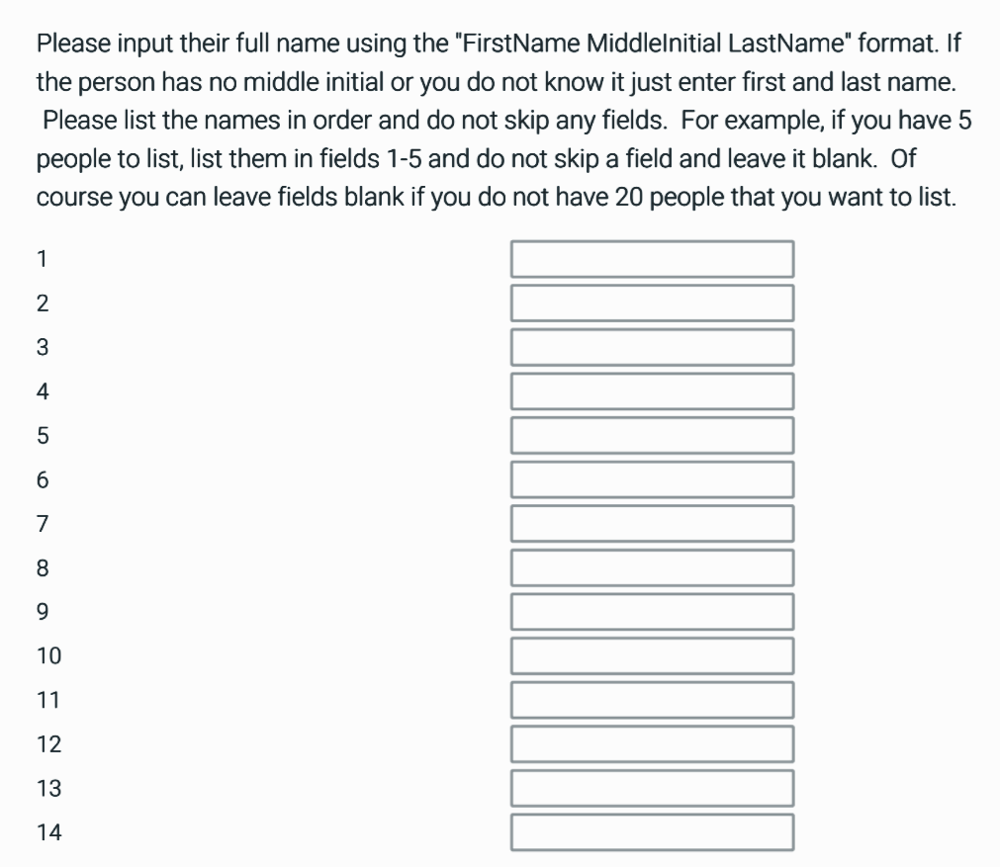 Please input their full name using the "FirstName MiddleInitial LastName" format. If
the person has no middle initial or you do not know it just enter first and last name.
Please list the names in order and do not skip any fields.  For example, if you have 5
people to list, list them in fields 1-5 and do not skip a field and leave it blank.  Of
course you can leave fields blank if you do not have 20 people that you want to list.
1
2
3
4
5
6
7
8
9
10
11
12
13
14